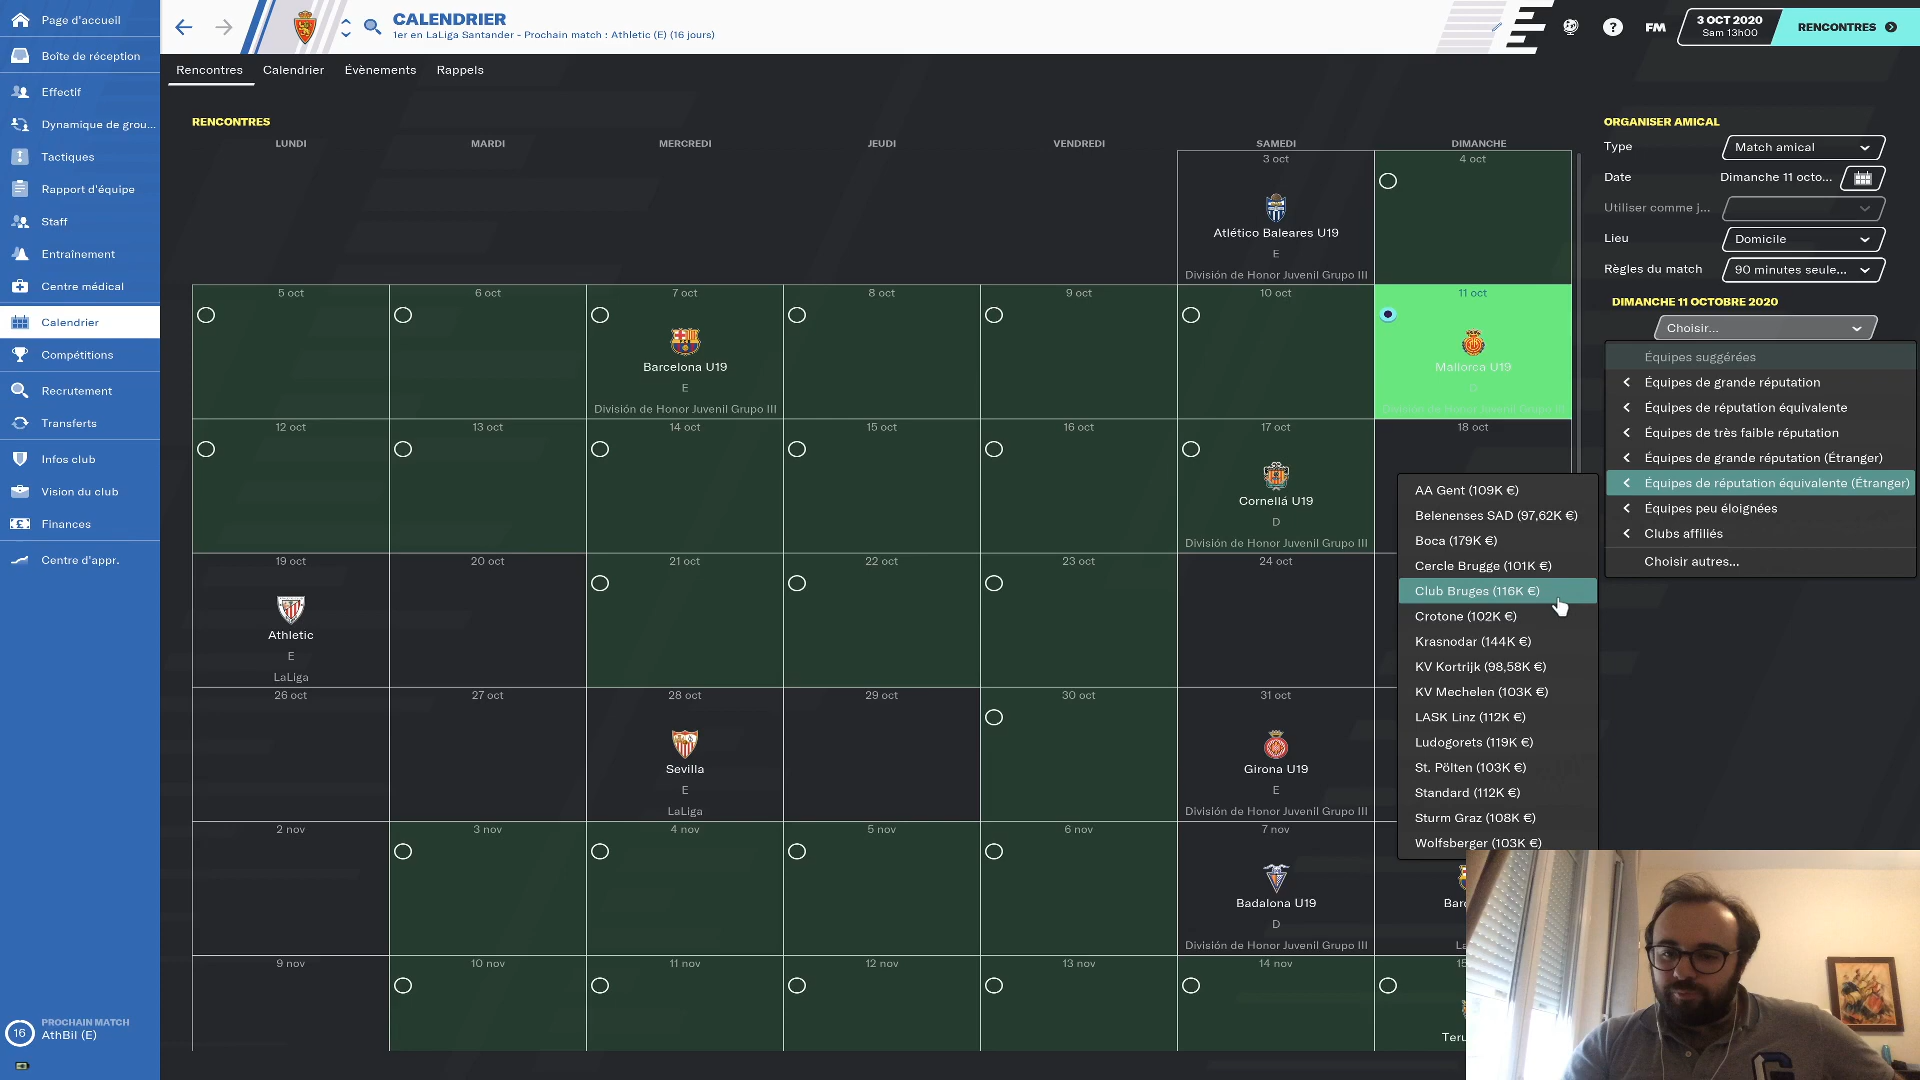 Page d'accueil
Boîte de réception
Effectif
Dynamique de grou...
Tactiques
Rapport d'équipe
Staff
Entraînement
Centre médical
Calendrier
Compétitions
Recrutement
Transferts
Infos club
Vision du club
Finances
Centre d'appr.
16
PROCHAIN MATCH
AthBil (E)
CALENDRIER
1er en LaLiga Santander - Prochain match : Athletic (E) (16 jours)
FM
3 OCT 2020
Sam 13h00
RENCONTRES
Rencontres Calendrier Évènements Rappels
RENCONTRES
LUNDI MARDI MERCREDI JEUDI VENDREDI SAMEDI DIMANCHE
3 oct 4 oct
Atlético Baleares U19
E
División de Honor Juvenil Grupo III
5 oct 6 oct 7 oct 8 oct 9 oct 10 oct 11 oct
Barcelona U19 Mallorca U19
E D
División de Honor Juvenil Grupo III División de Honor Juvenil Grupo III
12 oct 13 oct 14 oct 15 oct 16 oct 17 oct 18 oct
Cornellá U19
D
División de Honor Juvenil Grupo III
19 oct 20 oct 21 oct 22 oct 23 oct 24 oct
Athletic
E
LaLiga
26 oct 27 oct 28 oct 29 oct 30 oct 31 oct
Sevilla Girona U19
E E
LaLiga División de Honor Juvenil Grupo III
2 nov 3 nov 4 nov 5 nov 6 nov 7 nov
Badalona U19 Bar
D
División de Honor Juvenil Grupo III La
9 nov 10 nov 11 nov 12 nov 13 nov 14 nov 15
Teru
ORGANISER AMICAL
Type Match amical
Date Dimanche 11 octo...
Utiliser comme j...
Lieu Domicile
Règles du match 90 minutes seule...
DIMANCHE 11 OCTOBRE 2020
Choisir...
Équipes suggérées
Équipes de grande réputation
Équipes de réputation équivalente
Équipes de très faible réputation
Équipes de grande réputation (Étranger)
Équipes de réputation équivalente (Étranger)
Équipes peu éloignées
Clubs affiliés
Choisir autres...
AA Gent (109K €)
Belenenses SAD (97,62K €)
Boca (179K €)
Cercle Brugge (101K €)
Club Bruges (116K €)
Crotone (102K €)
Krasnodar (144K €)
KV Kortrijk (98,58K €)
KV Mechelen (103K €)
LASK Linz (112K €)
Ludogorets (119K €)
St. Pölten (103K €)
Standard (112K €)
Sturm Graz (108K €)
Wolfsberger (103K €)